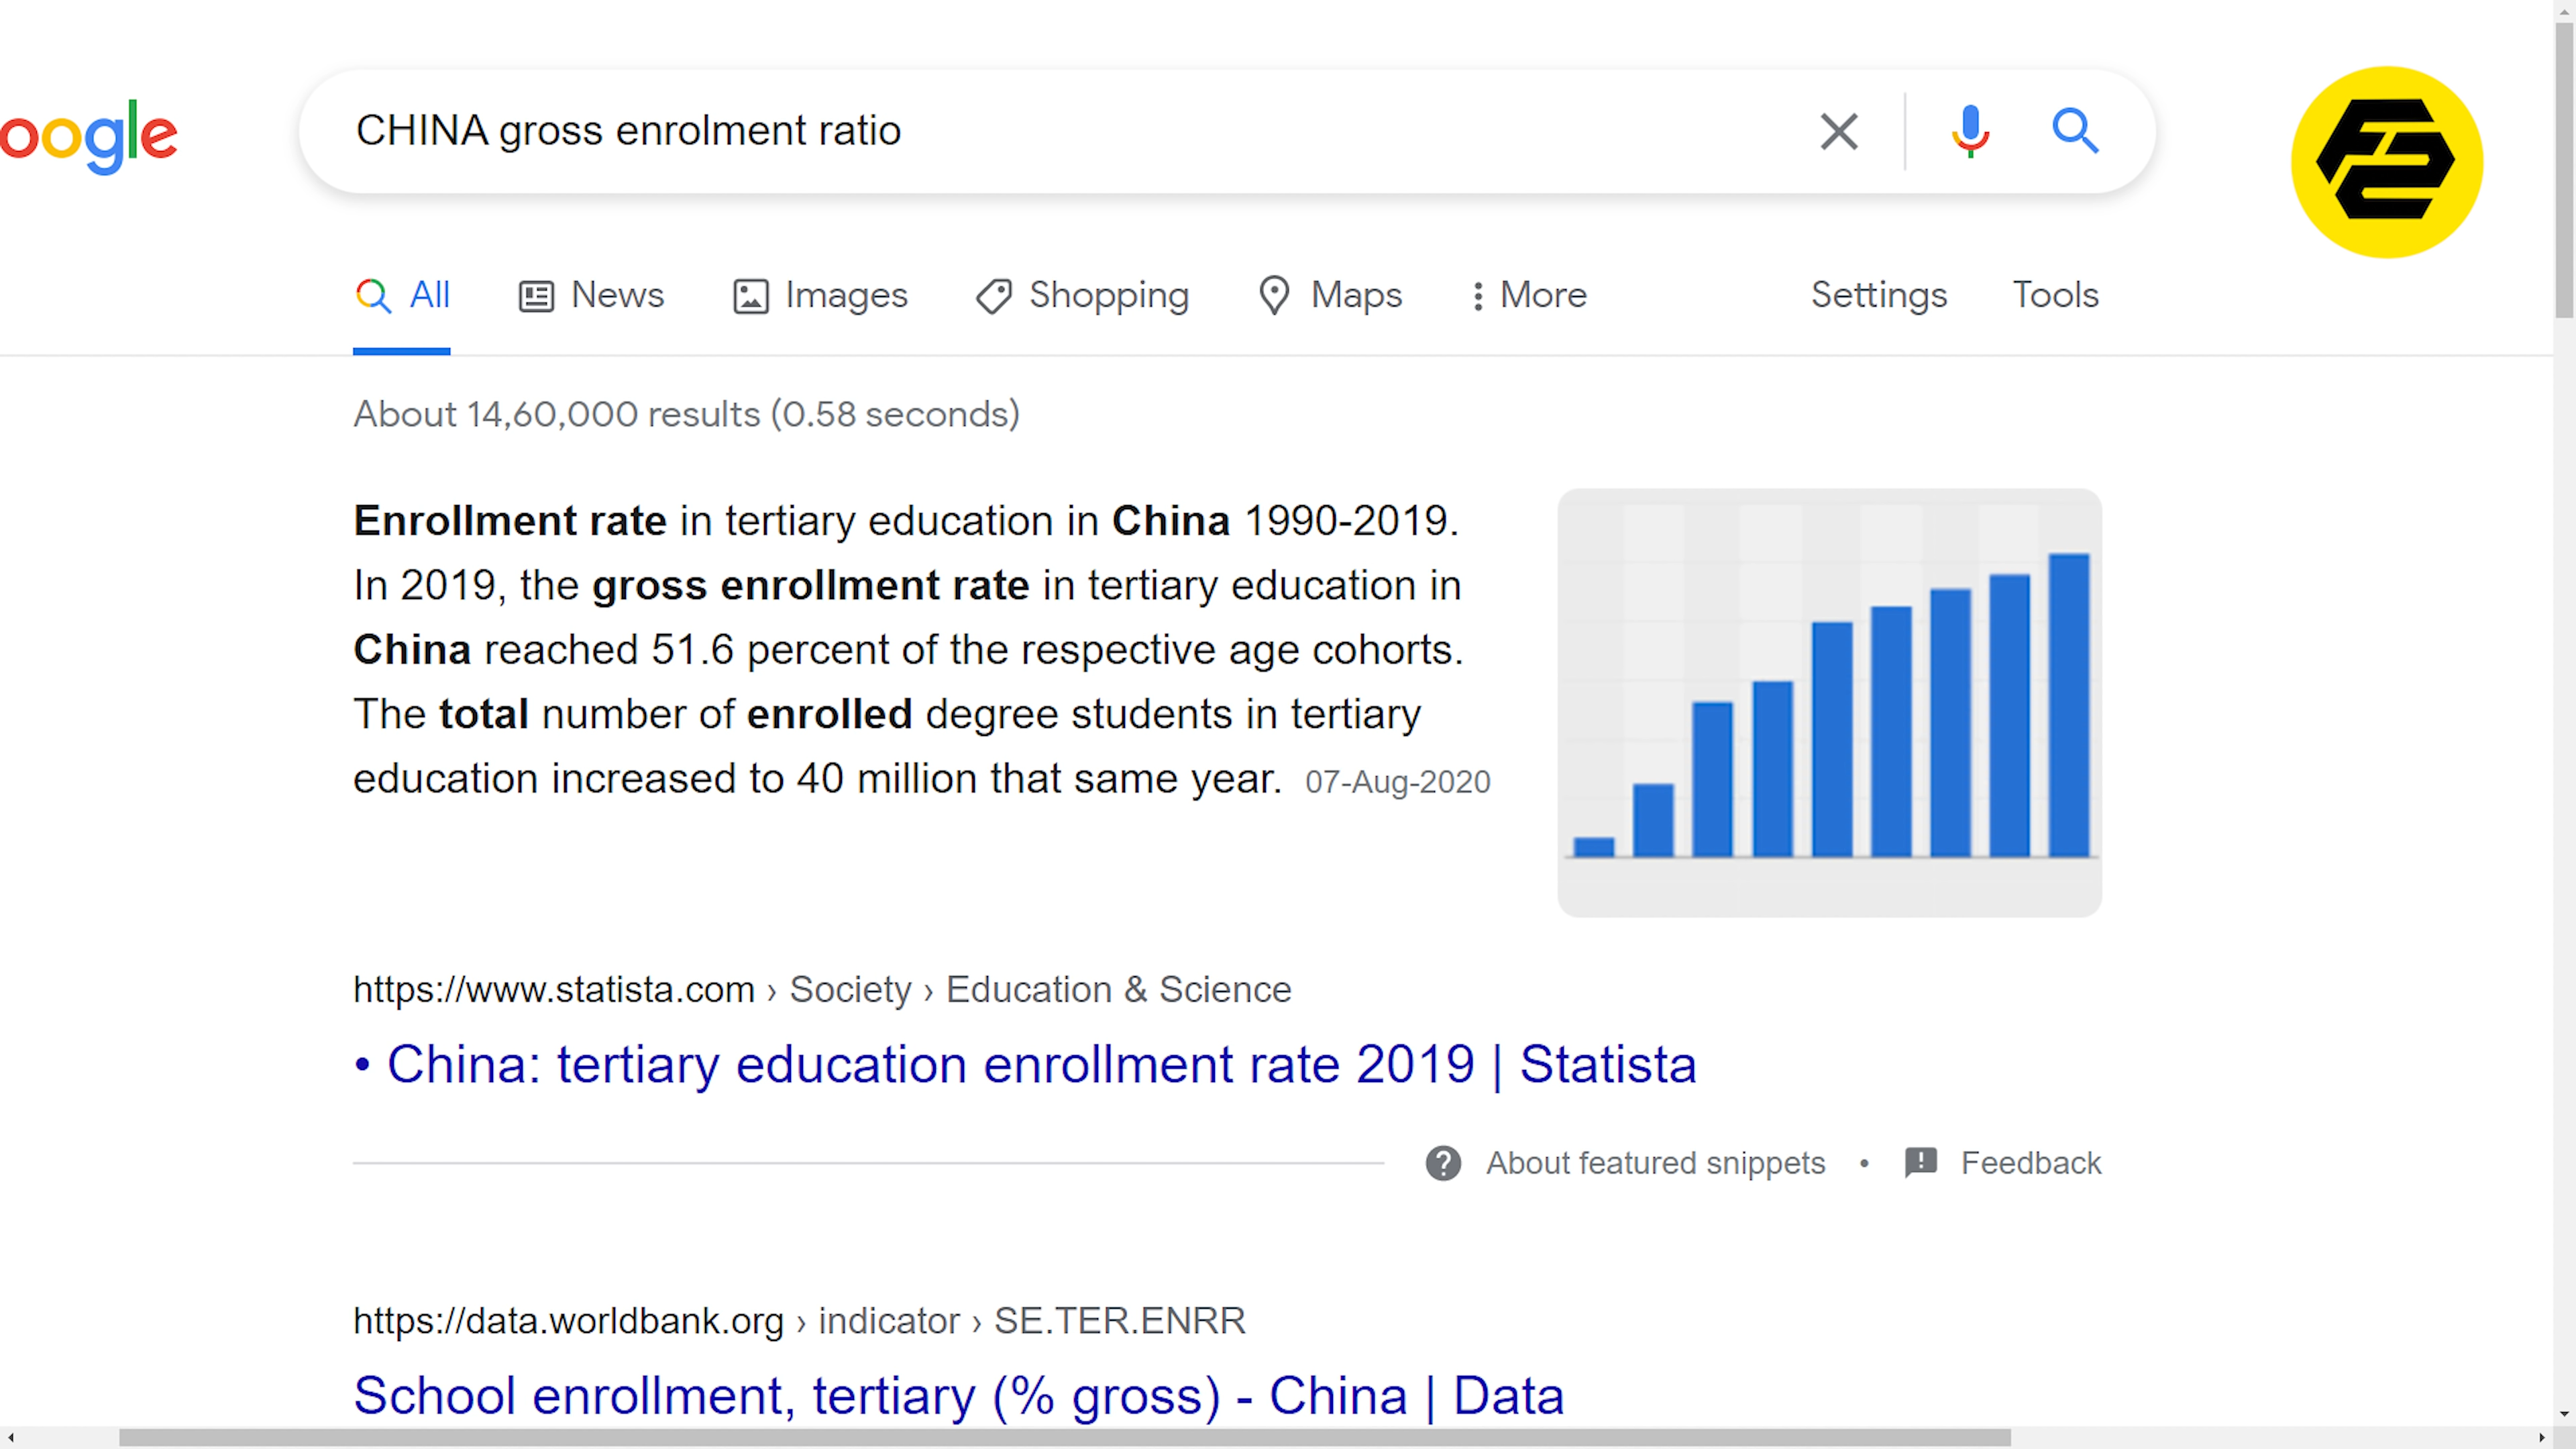 oogle
CHINA gross enrolment ratio
All News Images Shopping Maps More Settings Tools
About 14,60,000 results (0.58 seconds)
Enrollment rate in tertiary education in China 1990-2019.
In 2019, the gross enrollment rate in tertiary education in
China reached 51.6 percent of the respective age cohorts.
The total number of enrolled degree students in tertiary
education increased to 40 million that same year. 07-Aug-2020
https://www.statista.com › Society › Education & Science
• China: tertiary education enrollment rate 2019 | Statista
About featured snippets • Feedback
https://data.worldbank.org › indicator › SE.TER.ENRR
School enrollment, tertiary (% gross) - China | Data